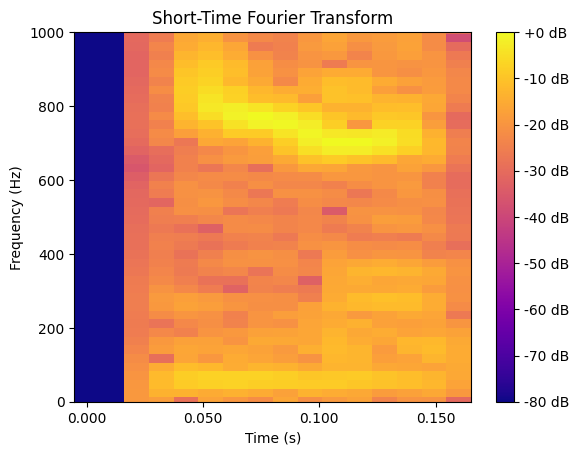 Short-Time Fourier Transform
1000
800
600
400
200
0
Frequency (Hz)
0.000
0.050
0.100
0.150
Time (s)
+0 dB
-10 dB
-20 dB
-30 dB
-40 dB
-50 dB
-60 dB
-70 dB
-80 dB